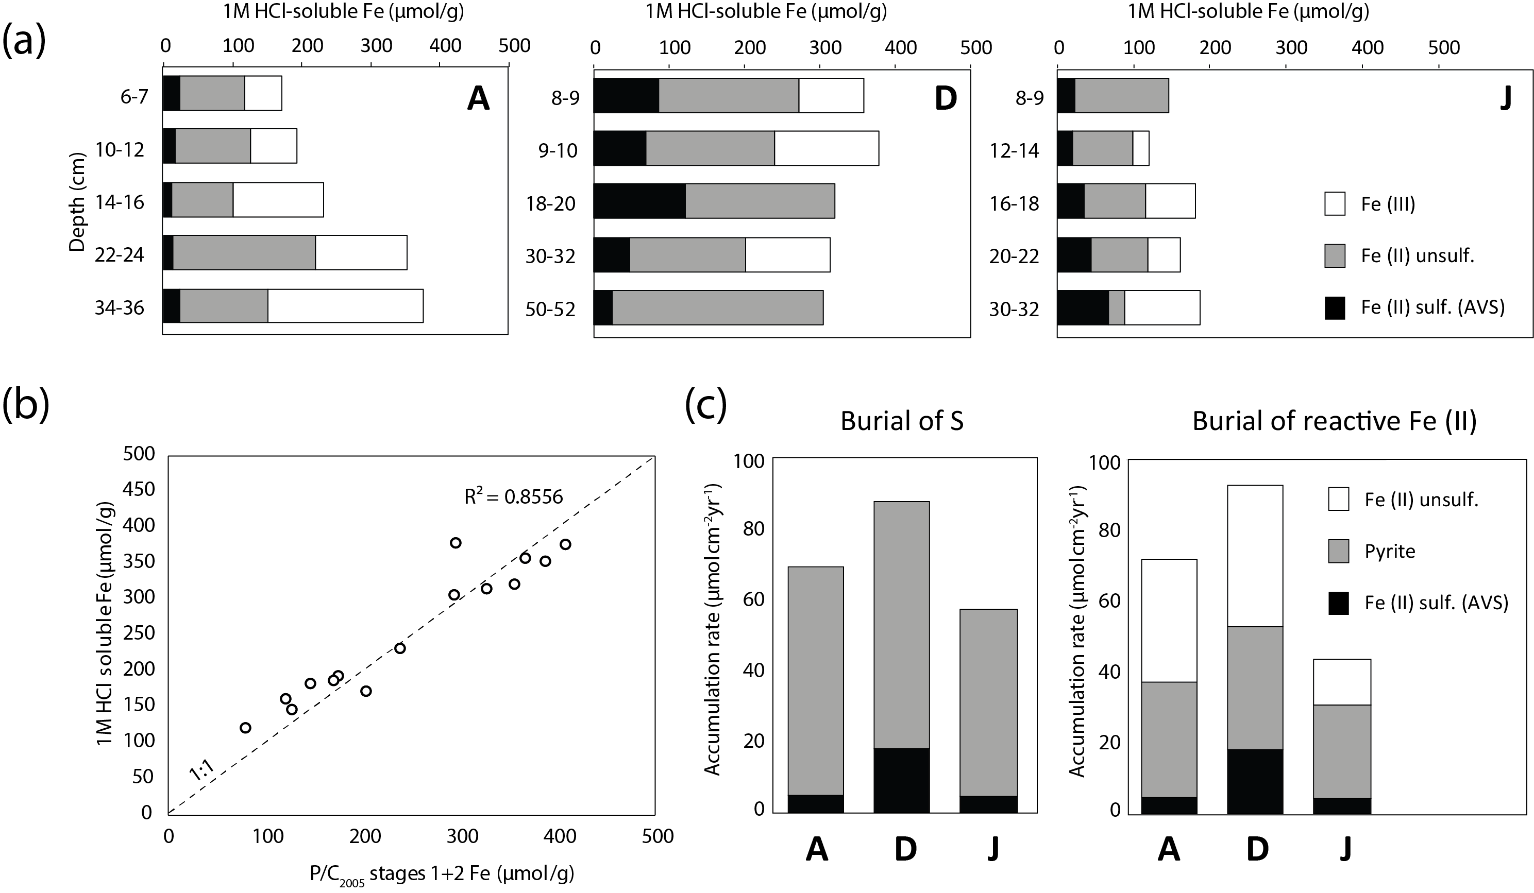 (a)
1M HCl-soluble Fe (µmol/g)
0 100 200 300 400 500
A
Depth (cm)
6-7
10-12
14-16
22-24
34-36
1M HCl-soluble Fe (µmol/g)
0 100 200 300 400 500
D
8-9
9-10
18-20
30-32
50-52
1M HCl-soluble Fe (µmol/g)
0 100 200 300 400 500
J
8-9
12-14
16-18
20-22
30-32
Fe (III)
Fe (II) unsulf.
Fe (II) sulf. (AVS)
(b)
1M HCl soluble Fe (µmol/g)
500
450
400
350
300
250
200
150
100
50
0
R² = 0.8556
1:1
0 100 200 300 400 500
P/C₂₀₀₅ stages 1+2 Fe (µmol/g)
(c)
Burial of S
Accumulation rate (µmolcm⁻²yr⁻¹)
100
80
60
40
20
0
A D J
Burial of reactive Fe (II)
Accumulation rate (µmolcm⁻²yr⁻¹)
100
80
60
40
20
0
Fe (II) unsulf.
Pyrite
Fe (II) sulf. (AVS)
A D J